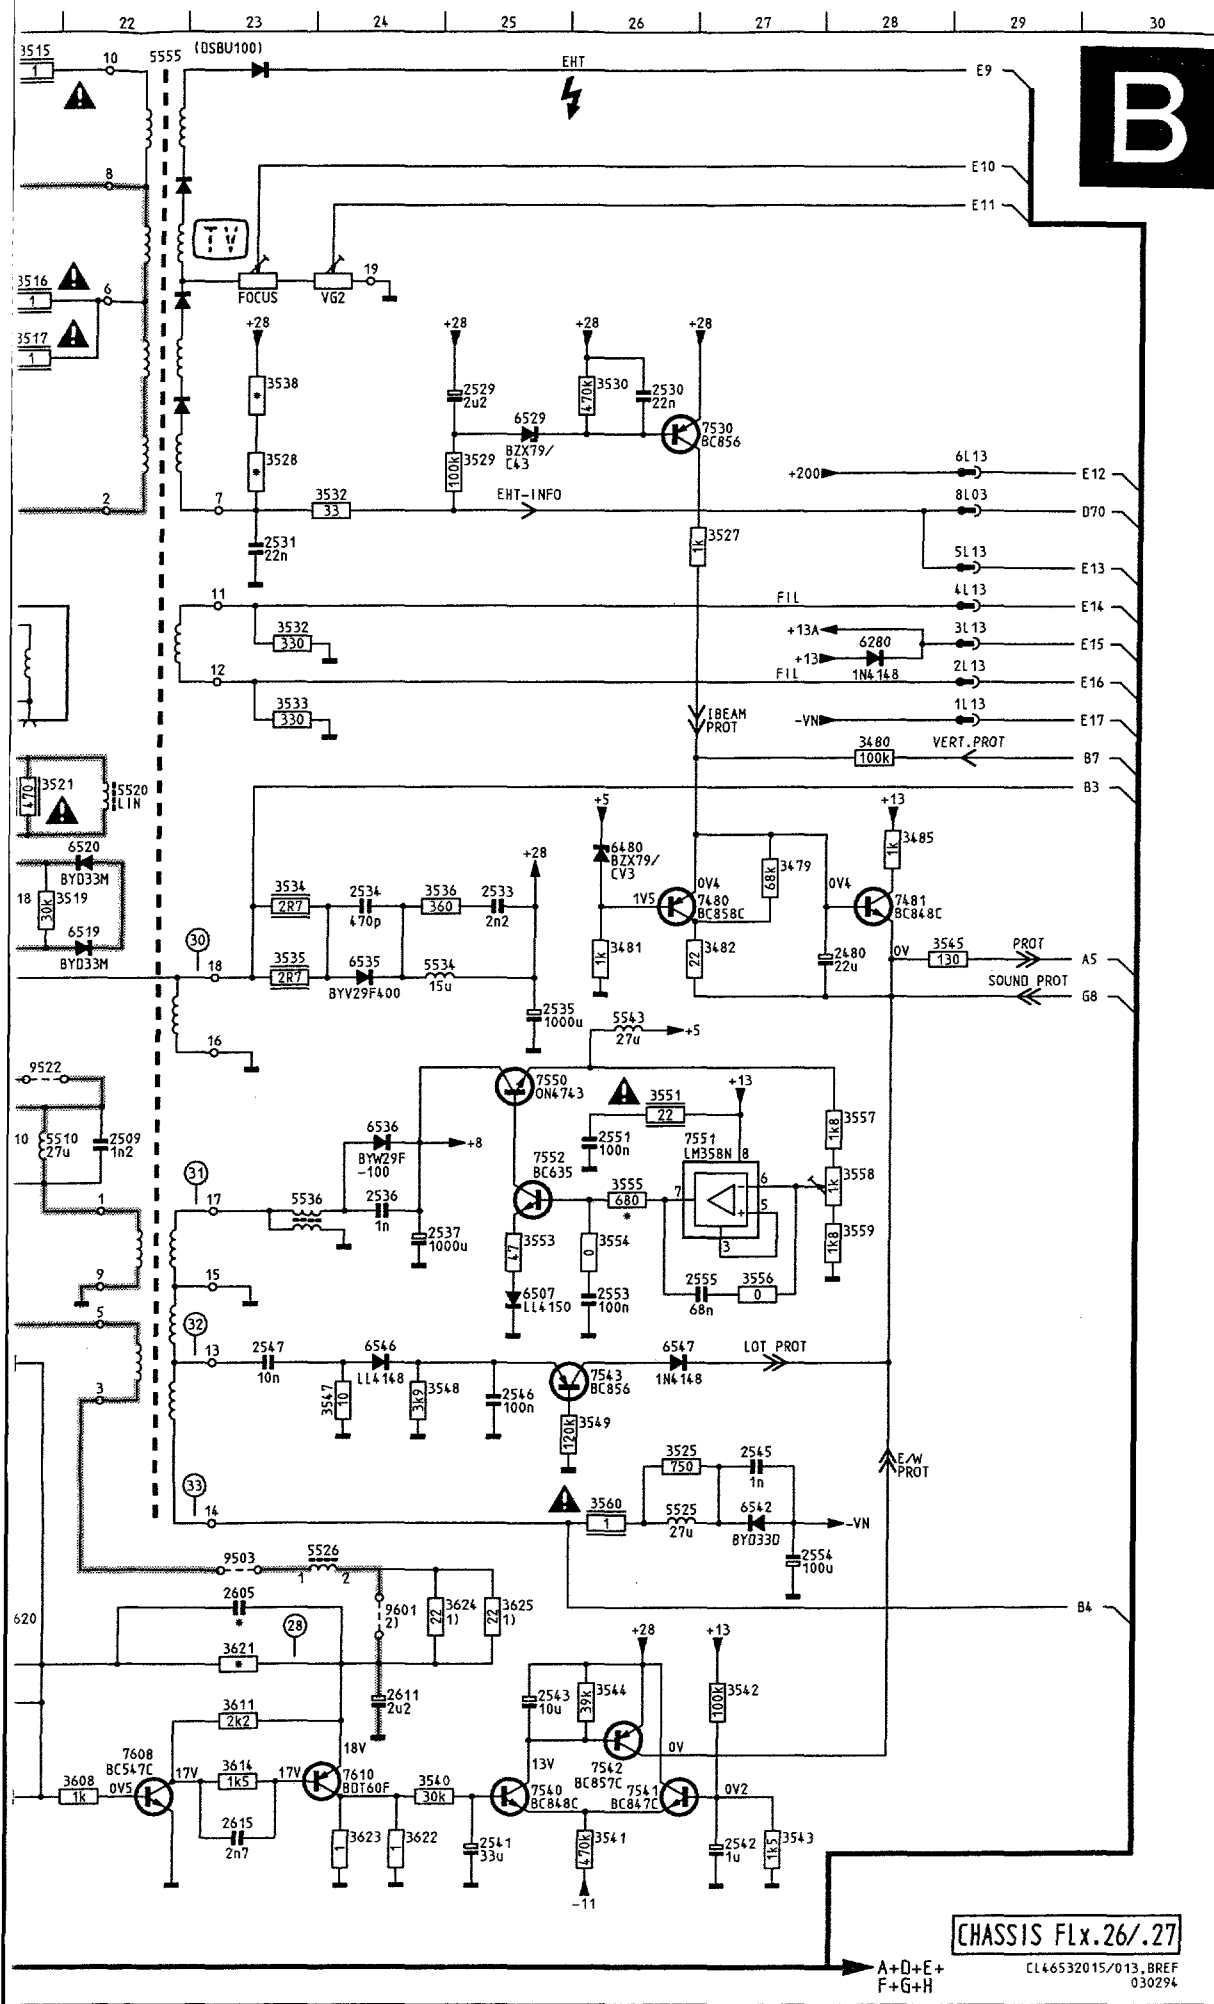 22 23 24 25 26 27 28 29 30
(DSBU100)
3515
1
10
5555
EHT
E9
B
8
E10
E11
TV
3516
1
6
19
FOCUS
VG2
3517
1
+28 +28 +28 +28
3538
*
2529
2u2
3530
470k
2530
22n
6529
BZX79/
C43
7530
BC856
3528
*
3529
100k
+200
6L13
E12
2
7
3532
33
EHT-INFO
8L03
D70
2531
22n
3527
1k
5L13
E13
11
FIL
4L13
E14
3532
330
+13A
6280
3L13
E15
+13
1N4148
12
FIL
2L13
E16
3533
330
IBEAM
PROT
-VN
1L13
E17
3480
100k
VERT.PROT
B7
3521
470
5520
LIN
B3
+5
+13
3485
1k
6520
BYD33M
6480
BZX79/
CV3
3479
68k
+28
18
3519
30k
3534
2R7
2534
470p
3536
360
2533
2n2
1V5
0V4
7480
BC858C
0V4
7481
BC848C
6519
BYD33M
30
18
3535
2R7
6535
BYV29F400
5534
15u
3481
1k
3482
22
2480
22u
0V
3545
130
PROT
A5
SOUND PROT
G8
2535
1000u
5543
27u
+5
16
9522
7550
ON4743
3551
22
+13
3557
1k8
10
5510
27u
2509
1n2
6536
BYW29F
-100
+8
2551
100n
7551
LM358N
8
7552
BC635
3558
1k
31
1
17
5536
2536
1n
3555
680
*
7
6
5
3
- +
2537
1000u
3553
47
3554
0
3559
1k8
9
15
6507
LL4150
2553
100n
2555
68n
3556
0
5
32
13
2547
10n
6546
LL4148
6547
1N4148
LOT PROT
7543
BC856
3
3547
10
3548
3k9
2546
100n
3549
120k
3525
750
2545
1n
E/W
PROT
33
14
3560
1
5525
27u
6542
BYD33D
-VN
2554
100u
9503
5526
1 2
2605
*
9601
2)
3624
22
1)
3625
22
1)
B4
620
28
+28
+13
3621
*
2611
2u2
2543
10u
3544
39k
3542
100k
3611
2k2
7608
BC547C
18V
0V
13V
7542
BC857C
3608
1k
0V5
17V
3614
1k5
17V
7610
BDT60F
3540
30k
7540
BC848C
7541
BC847C
0V2
2615
2n7
3623
1
3622
1
2541
33u
3541
470k
2542
1u
3543
1k5
-11
CHASSIS FLx.26/.27
A+D+E+
F+G+H
CL46532015/013,BREF
030294